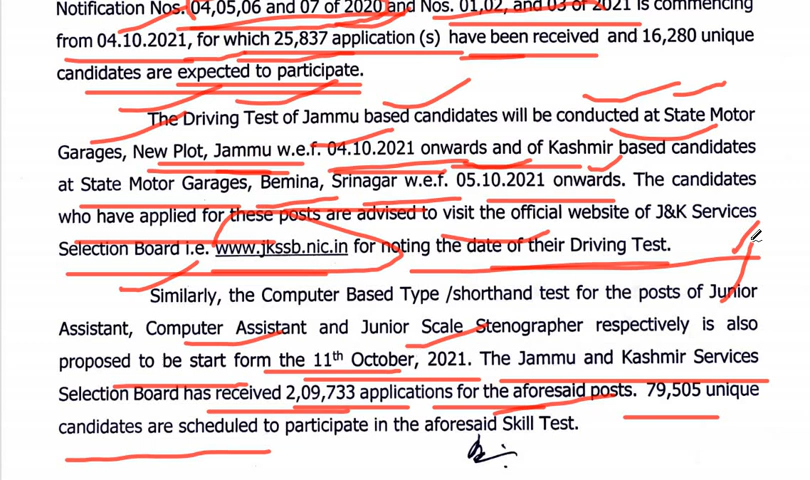 Notification Nos. (04,05,06 and 07 of 2020) and Nos. 01,02, and 03 of 2021 is commencing
from 04.10.2021, for which 25,837 application (s) have been received and 16,280 unique
candidates are expected to participate.
The Driving Test of Jammu based candidates will be conducted at State Motor
Garages, New Plot, Jammu w.e.f. 04.10.2021 onwards and of Kashmir based candidates
at State Motor Garages, Bemina, Srinagar w.e.f. 05.10.2021 onwards. The candidates
who have applied for these posts are advised to visit the official website of J&K Services
Selection Board i.e. www.jkssb.nic.in for noting the date of their Driving Test.
Similarly, the Computer Based Type /shorthand test for the posts of Junior
Assistant, Computer Assistant and Junior Scale Stenographer respectively is also
proposed to be start form the 11th October, 2021. The Jammu and Kashmir Services
Selection Board has received 2,09,733 applications for the aforesaid posts. 79,505 unique
candidates are scheduled to participate in the aforesaid Skill Test.